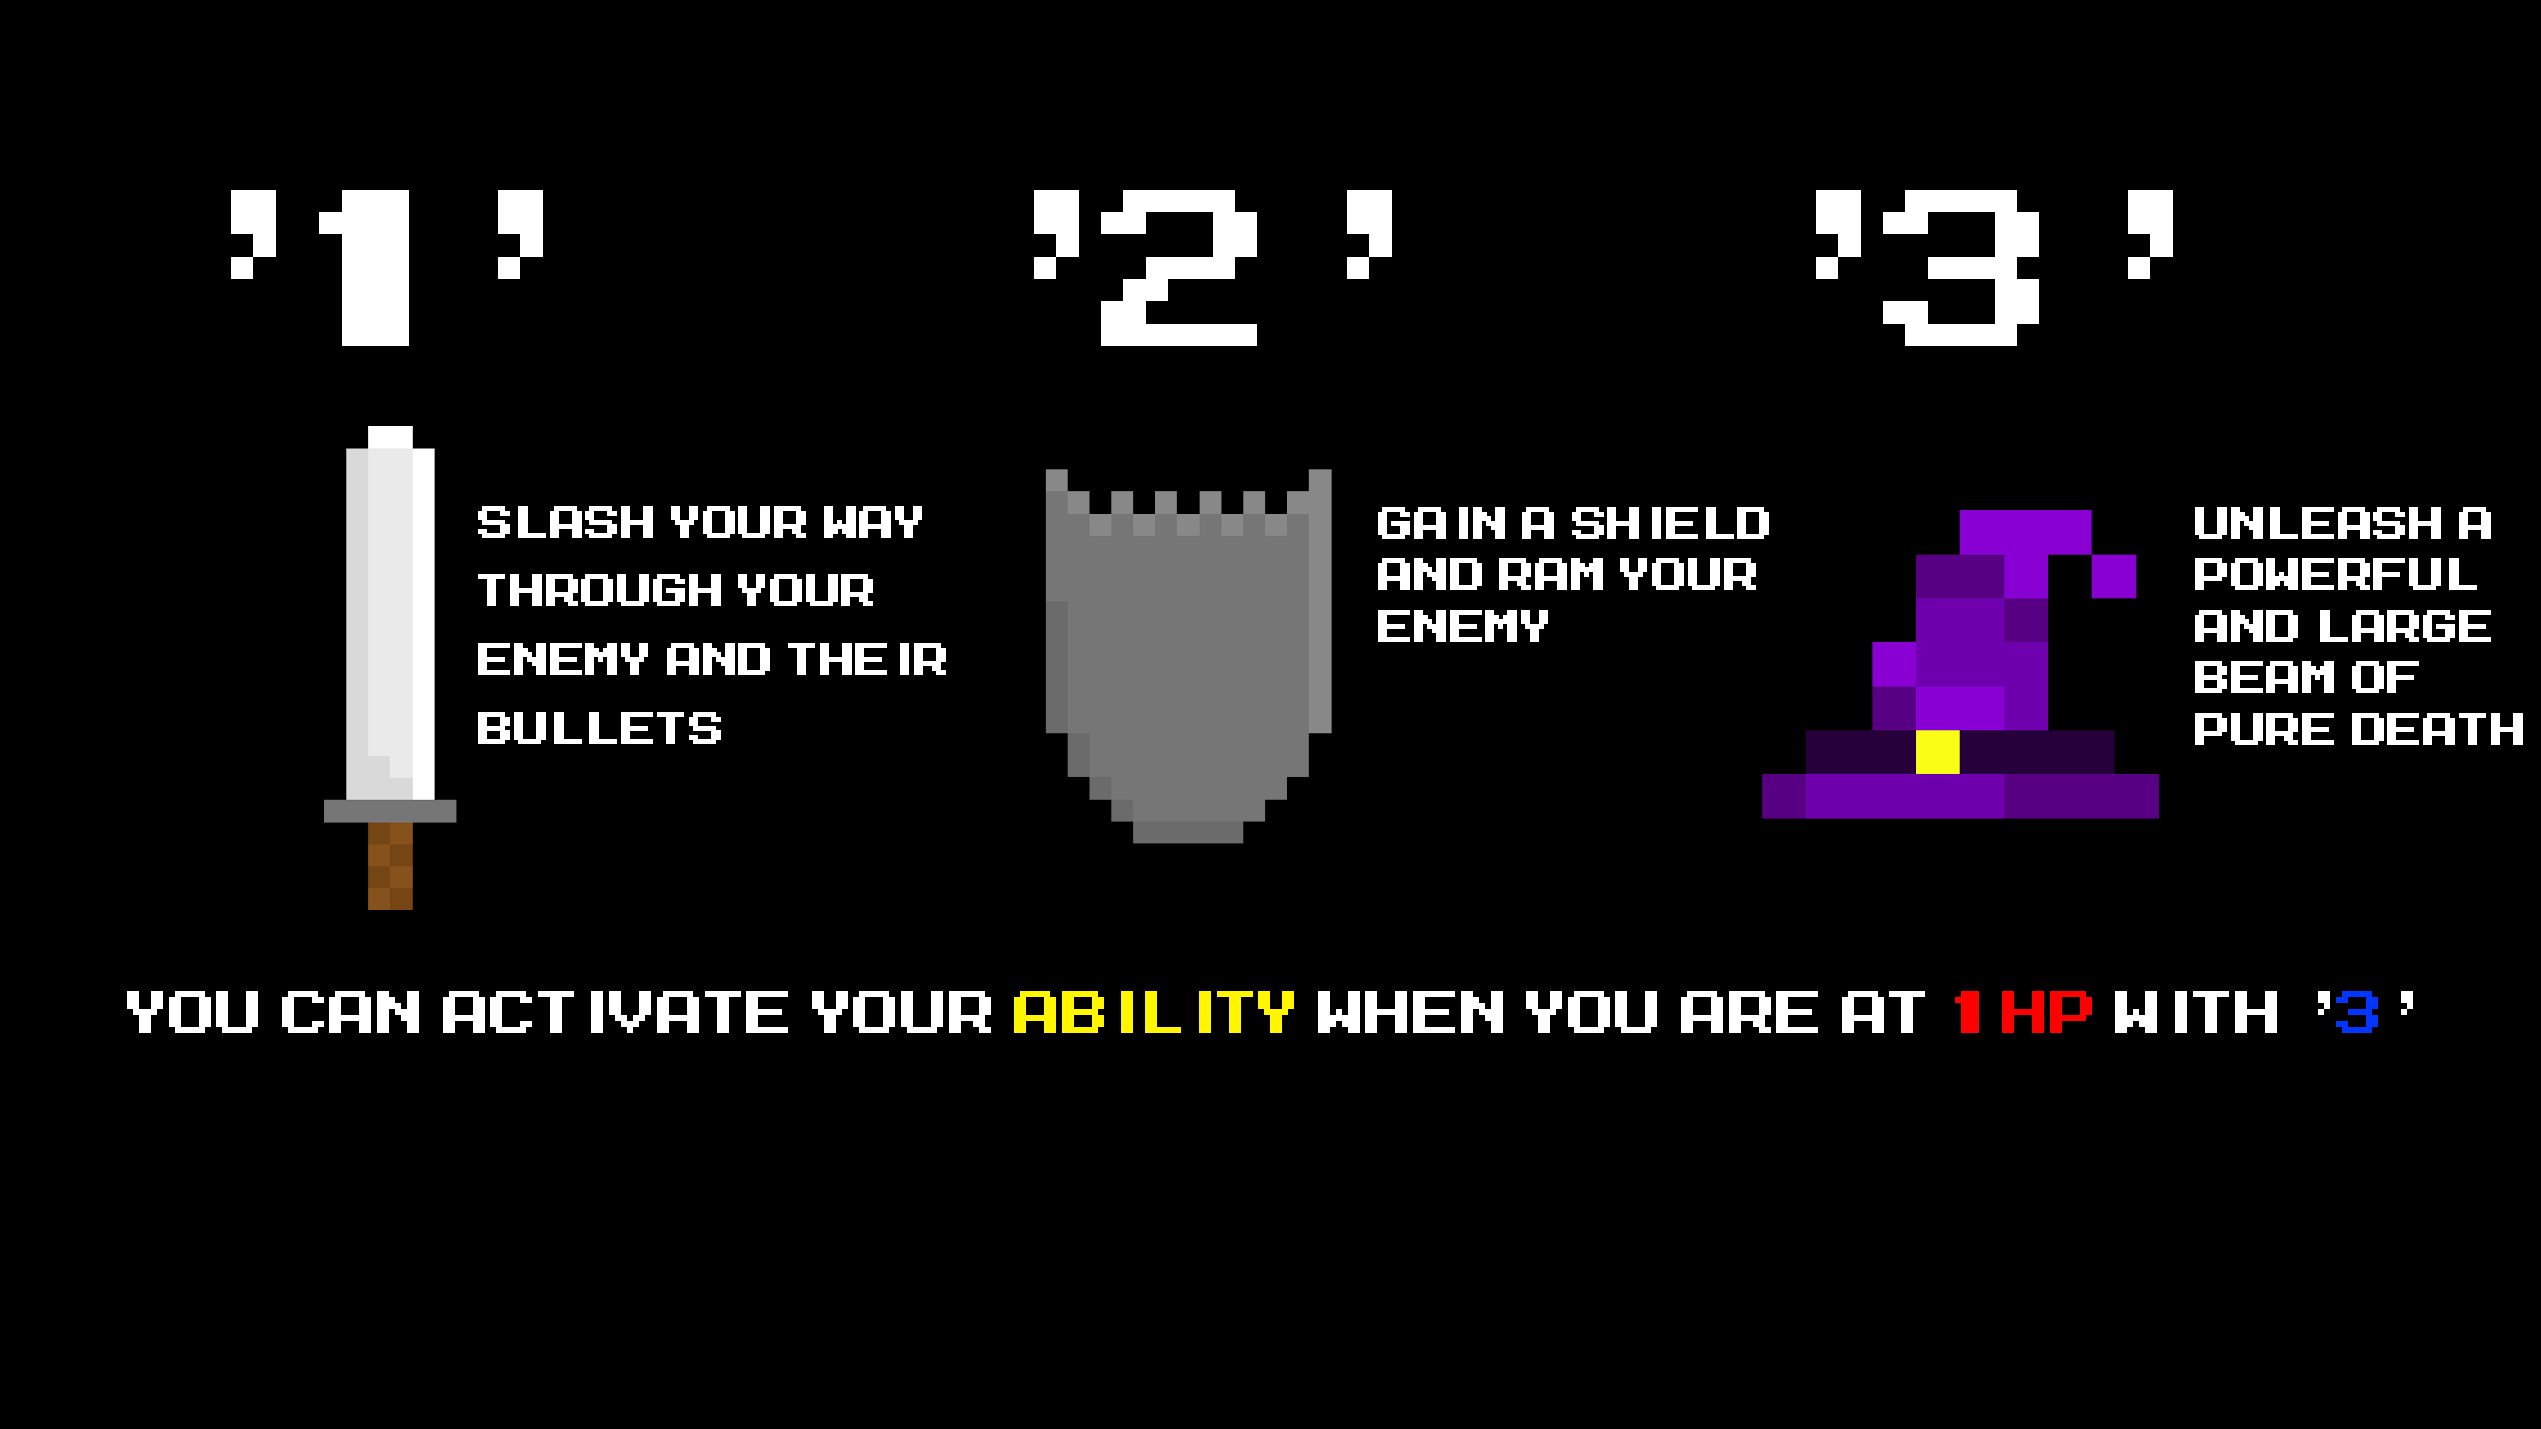 '1'
'2'
'3'
SLASH YOUR WAY
THROUGH YOUR
ENEMY AND THEIR
BULLETS
GAIN A SHIELD
AND RAM YOUR
ENEMY
UNLEASH A
POWERFUL
AND LARGE
BEAM OF
PURE DEATH
YOU CAN ACTIVATE YOUR ABILITY WHEN YOU ARE AT 1 HP WITH '3'